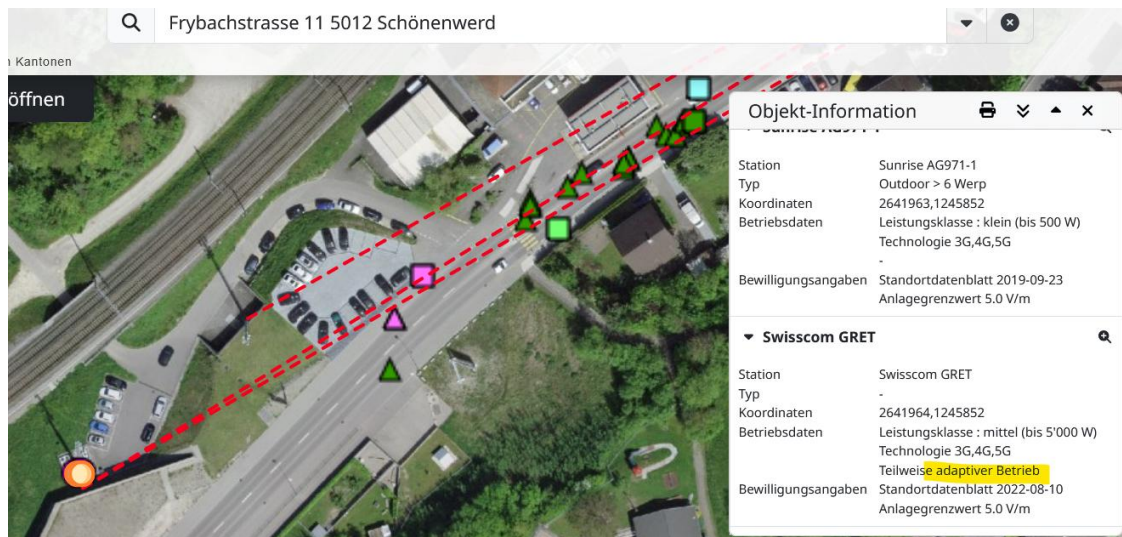 Frybachstrasse 11 5012 Schönenwerd
n Kantonen
öffnen
Objekt-Information
Sunrise AG971-1
Station Sunrise AG971-1
Typ Outdoor > 6 Werp
Koordinaten 2641963,1245852
Betriebsdaten Leistungsklasse : klein (bis 500 W)
Technologie 3G,4G,5G
-
Bewilligungsangaben Standortdatenblatt 2019-09-23
Anlagegrenzwert 5.0 V/m
Swisscom GRET
Station Swisscom GRET
Typ -
Koordinaten 2641964,1245852
Betriebsdaten Leistungsklasse : mittel (bis 5'000 W)
Technologie 3G,4G,5G
Teilweise adaptiver Betrieb
Bewilligungsangaben Standortdatenblatt 2022-08-10
Anlagegrenzwert 5.0 V/m